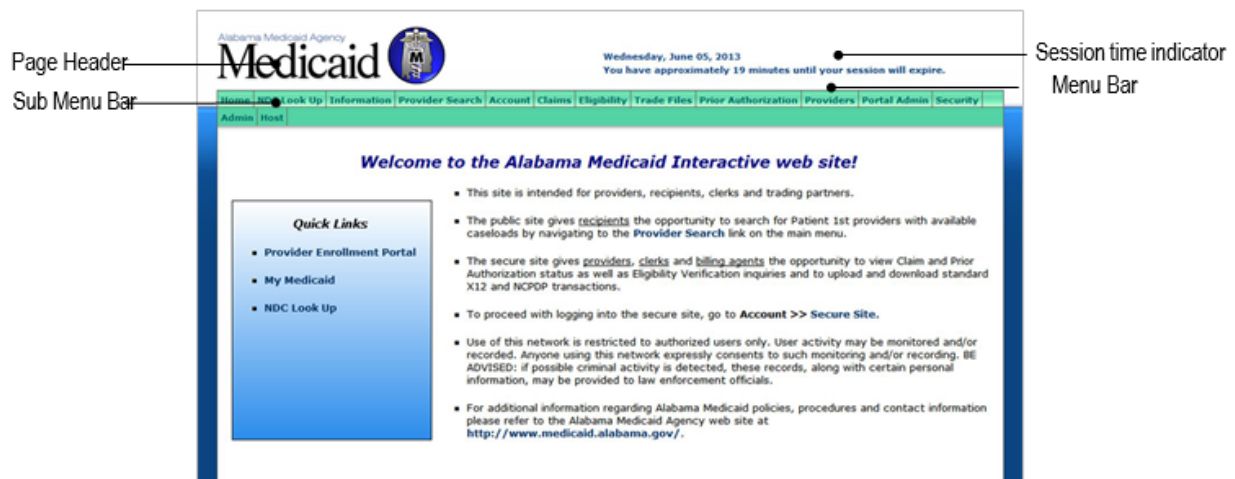 Alabama Medicaid Agency
Medicaid
M
Page Header
Wednesday, June 05, 2013
Session time indicator
You have approximately 19 minutes until your session will expire.
Menu Bar
Sub Menu Bar
Home NDC Look Up Information Provider Search Account Claims Eligibility Trade Files Prior Authorization Providers Portal Admin Security
Admin Host
Welcome to the Alabama Medicaid Interactive web site!
Quick Links
Provider Enrollment Portal
My Medicaid
NDC Look Up
This site is intended for providers, recipients, clerks and trading partners.
The public site gives recipients the opportunity to search for Patient 1st providers with available
caseloads by navigating to the Provider Search link on the main menu.
The secure site gives providers, clerks and billing agents the opportunity to view Claim and Prior
Authorization status as well as Eligibility Verification inquiries and to upload and download standard
X12 and NCPDP transactions.
To proceed with logging into the secure site, go to Account >> Secure Site.
Use of this network is restricted to authorized users only. User activity may be monitored and/or
recorded. Anyone using this network expressly consents to such monitoring and/or recording. BE
ADVISED: if possible criminal activity is detected, these records, along with certain personal
information, may be provided to law enforcement officials.
For additional information regarding Alabama Medicaid policies, procedures and contact information
please refer to the Alabama Medicaid Agency web site at
http://www.medicaid.alabama.gov/.